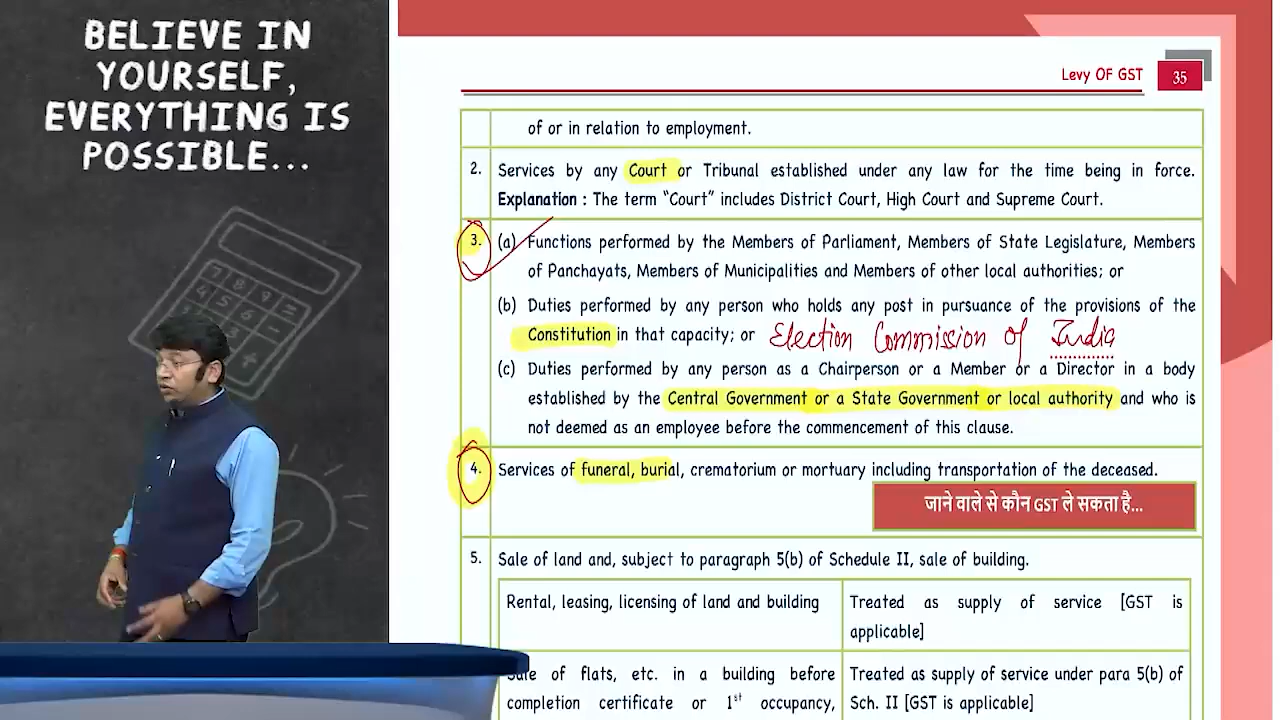 BELIEVE IN
YOURSELF,
EVERYTHING IS
POSSIBLE...
Levy OF GST 35
of or in relation to employment.
2. Services by any Court or Tribunal established under any law for the time being in force.
Explanation : The term “Court” includes District Court, High Court and Supreme Court.
3. (a) Functions performed by the Members of Parliament, Members of State Legislature, Members
of Panchayats, Members of Municipalities and Members of other local authorities; or
(b) Duties performed by any person who holds any post in pursuance of the provisions of the
Constitution in that capacity; or Election Commission of India
(c) Duties performed by any person as a Chairperson or a Member or a Director in a body
established by the Central Government or a State Government or local authority and who is
not deemed as an employee before the commencement of this clause.
4. Services of funeral, burial, crematorium or mortuary including transportation of the deceased.
जाने वाले से कौन GST ले सकता है...
5. Sale of land and, subject to paragraph 5(b) of Schedule II, sale of building.
Rental, leasing, licensing of land and building
Treated as supply of service [GST is
applicable]
of flats, etc. in a building before
completion certificate or 1st occupancy,
Treated as supply of service under para 5(b) of
Sch. II [GST is applicable]